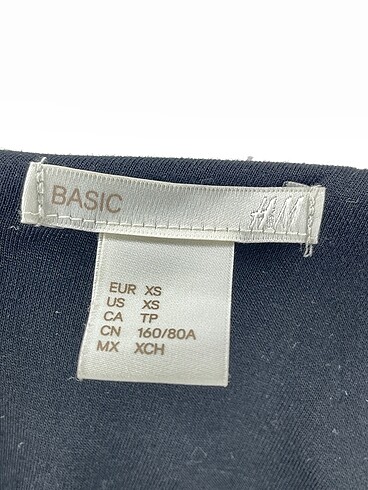 BASIC H&M
EUR XS
US XS
CA TP
CN 160/80A
MX XCH